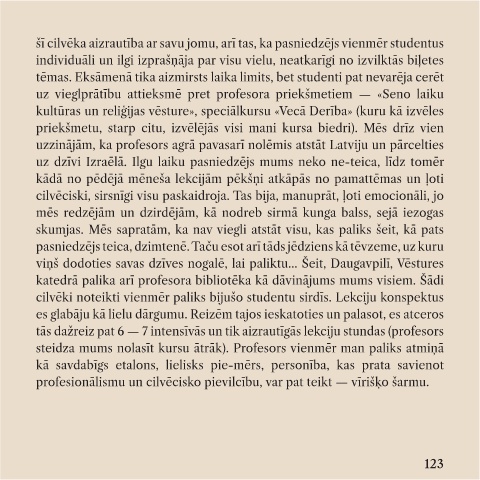 šī cilvēka aizrautība ar savu jomu, arī tas, ka pasniedzējs vienmēr studentus
individuāli un ilgi izprašņāja par visu vielu, neatkarīgi no izvilktās biļetes
tēmas. Eksāmenā tika aizmirsts laika limits, bet studenti pat nevarēja cerēt
uz vieglprātību attieksmē pret profesora priekšmetiem — «Seno laiku
kultūras un reliģijas vēsture», speciālkursu «Vecā Derība» (kuru kā izvēles
priekšmetu, starp citu, izvēlējās visi mani kursa biedri). Mēs drīz vien
uzzinājām, ka profesors agrā pavasarī nolēmis atstāt Latviju un pārcelties
uz dzīvi Izraēlā. Ilgu laiku pasniedzējs mums neko ne-teica, līdz tomēr
kādā no pēdējā mēneša lekcijām pēkšņi atkāpās no pamattēmas un ļoti
cilvēciski, sirsnīgi visu paskaidroja. Tas bija, manuprāt, ļoti emocionāli, jo
mēs redzējām un dzirdējām, kā nodreb sirmā kunga balss, sejā iezogas
skumjas. Mēs sapratām, ka nav viegli atstāt visu, kas paliks šeit, kā pats
pasniedzējs teica, dzimtenē. Taču esot arī tāds jēdziens kā tēvzeme, uz kuru
viņš dodoties savas dzīves nogalē, lai paliktu... Šeit, Daugavpilī, Vēstures
katedrā palika arī profesora bibliotēka kā dāvinājums mums visiem. Šādi
cilvēki noteikti vienmēr paliks bijušo studentu sirdīs. Lekciju konspektus
es glabāju kā lielu dārgumu. Reizēm tajos ieskatoties un palasot, es atceros
tās dažreiz pat 6 — 7 intensīvās un tik aizrautīgās lekciju stundas (profesors
steidza mums nolasīt kursu ātrāk). Profesors vienmēr man paliks atmiņā
kā savdabīgs etalons, lielisks pie-mērs, personība, kas prata savienot
profesionālismu un cilvēcisko pievilcību, var pat teikt — vīrišķo šarmu.
123